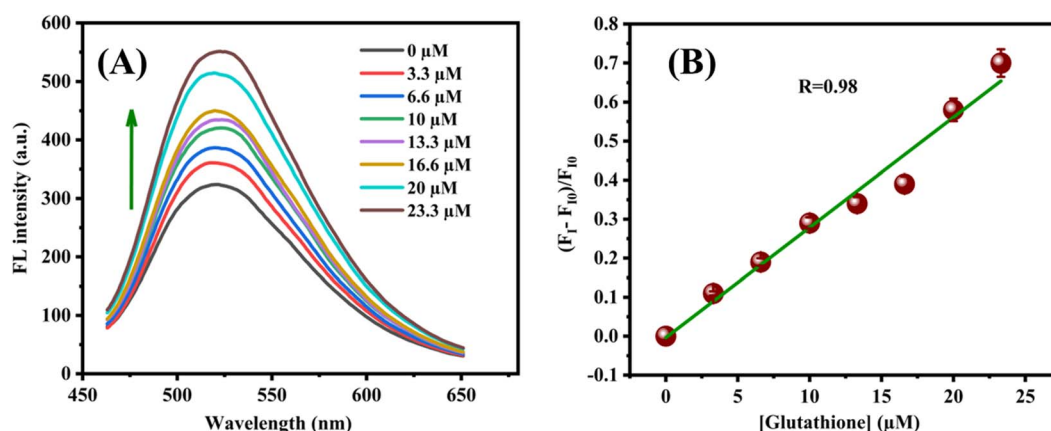 (A)
600
500
400
300
200
100
0
FL intensity (a.u.)
450
500
550
600
650
Wavelength (nm)
0 µM
3.3 µM
6.6 µM
10 µM
13.3 µM
16.6 µM
20 µM
23.3 µM
(B)
R=0.98
0.8
0.7
0.6
0.5
0.4
0.3
0.2
0.1
0.0
-0.1
(F_I- F_I0)/F_I0
0
5
10
15
20
25
[Glutathione] (µM)